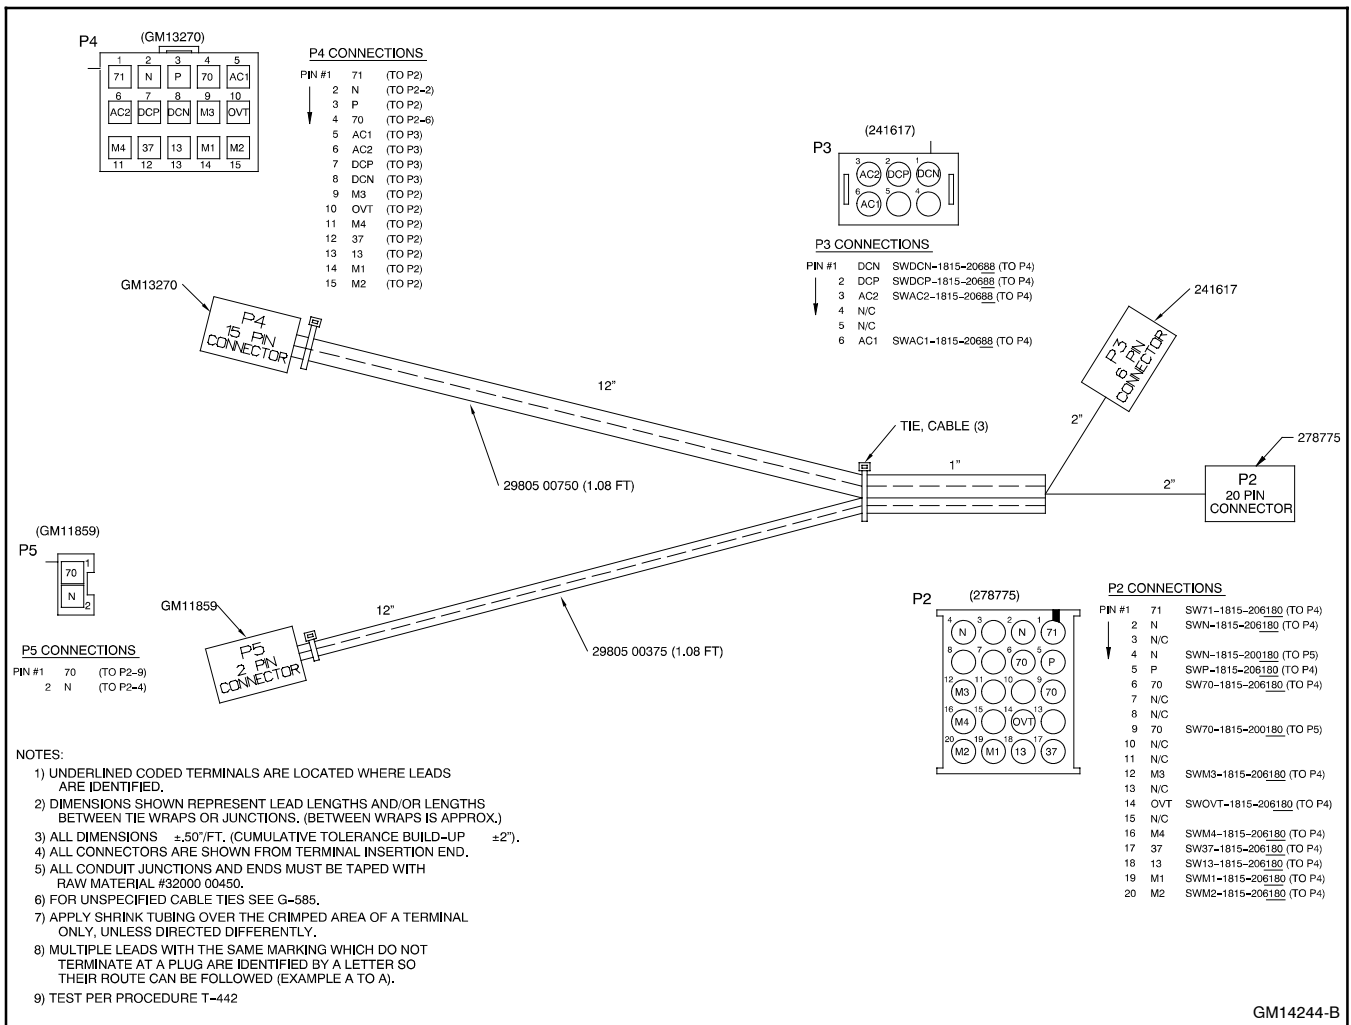 P4 (GM13270)
1 2 3 4 5
71 N P 70 AC1
6 7 8 9 10
AC2 DCP DCN M3 OVT
M4 37 13 M1 M2
11 12 13 14 15
P4 CONNECTIONS
PIN #1 71 (TO P2)
2 N (TO P2-2)
3 P (TO P2)
4 70 (TO P2-6)
5 AC1 (TO P3)
6 AC2 (TO P3)
7 DCP (TO P3)
8 DCN (TO P3)
9 M3 (TO P2)
10 OVT (TO P2)
11 M4 (TO P2)
12 37 (TO P2)
13 13 (TO P2)
14 M1 (TO P2)
15 M2 (TO P2)
(241617)
P3
3 2 1
AC2 DCP DCN
6 5 4
AC1
P3 CONNECTIONS
PIN #1 DCN SWDCN-1815-20688 (TO P4)
2 DCP SWDCP-1815-20688 (TO P4)
3 AC2 SWAC2-1815-20688 (TO P4)
4 N/C
5 N/C
6 AC1 SWAC1-1815-20688 (TO P4)
GM13270
P4
15 PIN
CONNECTOR
12"
29805 00750 (1.08 FT)
TIE, CABLE (3)
1"
241617
P3
6 PIN
CONNECTOR
2"
278775
2"
P2
20 PIN
CONNECTOR
(GM11859)
P5
70 1
N 2
P5 CONNECTIONS
PIN #1 70 (TO P2-9)
2 N (TO P2-4)
GM11859
P5
2 PIN
CONNECTOR
12"
29805 00375 (1.08 FT)
P2 (278775)
4 3 2 1
N N 71
8 7 6 5
70 P
12 11 10 9
M3 70
16 15 14 13
M4 OVT
20 19 18 17
M2 M1 13 37
P2 CONNECTIONS
PIN #1 71 SW71-1815-206180 (TO P4)
2 N SWN-1815-206180 (TO P4)
3 N/C
4 N SWN-1815-200180 (TO P5)
5 P SWP-1815-206180 (TO P4)
6 70 SW70-1815-206180 (TO P4)
7 N/C
8 N/C
9 70 SW70-1815-200180 (TO P5)
10 N/C
11 N/C
12 M3 SWM3-1815-206180 (TO P4)
13 N/C
14 OVT SWOVT-1815-206180 (TO P4)
15 N/C
16 M4 SWM4-1815-206180 (TO P4)
17 37 SW37-1815-206180 (TO P4)
18 13 SW13-1815-206180 (TO P4)
19 M1 SWM1-1815-206180 (TO P4)
20 M2 SWM2-1815-206180 (TO P4)
NOTES:
1) UNDERLINED CODED TERMINALS ARE LOCATED WHERE LEADS
ARE IDENTIFIED.
2) DIMENSIONS SHOWN REPRESENT LEAD LENGTHS AND/OR LENGTHS
BETWEEN TIE WRAPS OR JUNCTIONS. (BETWEEN WRAPS IS APPROX.)
3) ALL DIMENSIONS ±.50"/FT. (CUMULATIVE TOLERANCE BUILD-UP ±2").
4) ALL CONNECTORS ARE SHOWN FROM TERMINAL INSERTION END.
5) ALL CONDUIT JUNCTIONS AND ENDS MUST BE TAPED WITH
RAW MATERIAL #32000 00450.
6) FOR UNSPECIFIED CABLE TIES SEE G-585.
7) APPLY SHRINK TUBING OVER THE CRIMPED AREA OF A TERMINAL
ONLY, UNLESS DIRECTED DIFFERENTLY.
8) MULTIPLE LEADS WITH THE SAME MARKING WHICH DO NOT
TERMINATE AT A PLUG ARE IDENTIFIED BY A LETTER SO
THEIR ROUTE CAN BE FOLLOWED (EXAMPLE A TO A).
9) TEST PER PROCEDURE T-442
GM14244-B